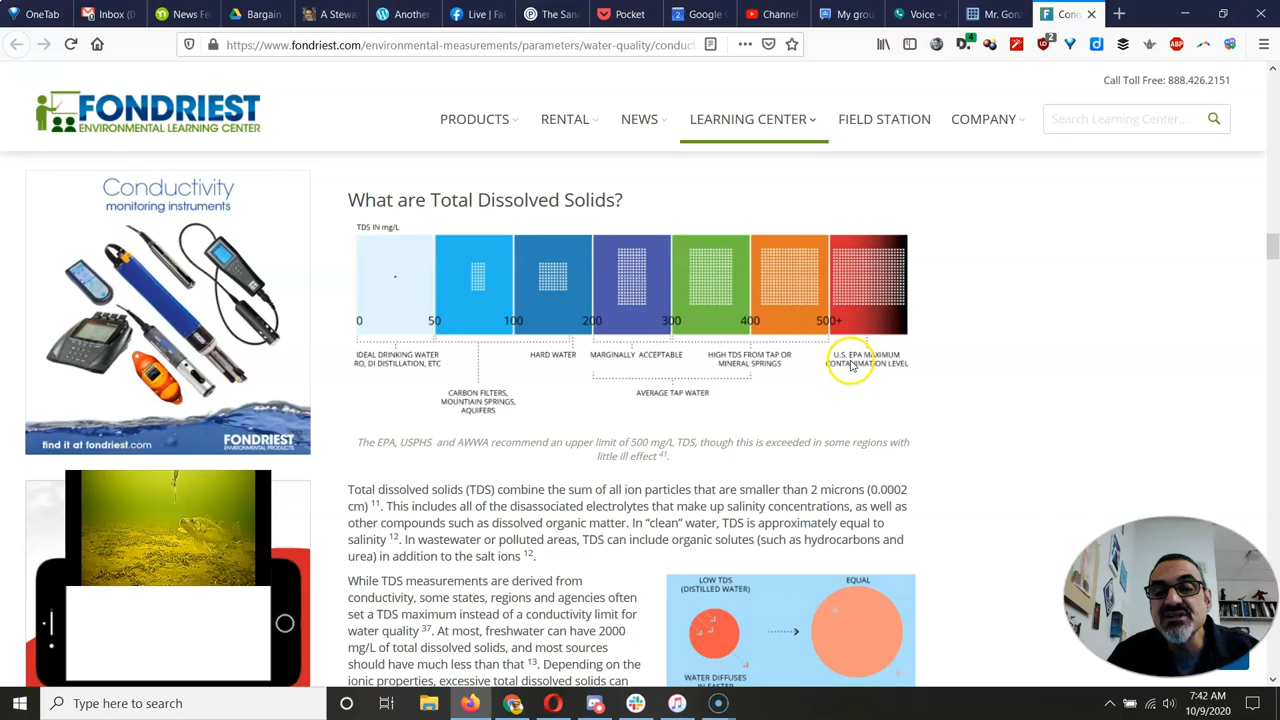 OneTab
Inbox
News Fe
Bargain
Historica
WordPre
Another
Live | Fa
The Sanc
Pocket
Google C
Channel
My grou
Voice – (
Mr. Gona
Cond
https://www.fondriest.com/environmental-measurements/parameters/water-quality/conduct
4
2
ABP
Call Toll Free: 888.426.2151
FONDRIEST
ENVIRONMENTAL LEARNING CENTER
PRODUCTS
RENTAL
NEWS
LEARNING CENTER
FIELD STATION
COMPANY
Search Learning Center...
Conductivity
monitoring instruments
find it at fondriest.com
FONDRIEST
ENVIRONMENTAL PRODUCTS
What are Total Dissolved Solids?
TDS IN mg/L
0 50 100 200 300 400 500+
IDEAL DRINKING WATER
RO, DI DISTILLATION, ETC
HARD WATER
MARGINALLY ACCEPTABLE
HIGH TDS FROM TAP OR
MINERAL SPRINGS
U.S. EPA MAXIMUM
CONTAMINATION LEVEL
CARBON FILTERS,
MOUNTIAN SPRINGS,
AQUIFERS
AVERAGE TAP WATER
The EPA, USPHS and AWWA recommend an upper limit of 500 mg/L TDS, though this is exceeded in some regions with
little ill effect 41.
Total dissolved solids (TDS) combine the sum of all ion particles that are smaller than 2 microns (0.0002
cm) 11. This includes all of the disassociated electrolytes that make up salinity concentrations, as well as
other compounds such as dissolved organic matter. In “clean” water, TDS is approximately equal to
salinity 12. In wastewater or polluted areas, TDS can include organic solutes (such as hydrocarbons and
urea) in addition to the salt ions 12.
While TDS measurements are derived from
conductivity, some states, regions and agencies often
set a TDS maximum instead of a conductivity limit for
water quality 37. At most, freshwater can have 2000
mg/L of total dissolved solids, and most sources
should have much less than that 13. Depending on the
ionic properties, excessive total dissolved solids can
LOW TDS
(DISTILLED WATER)
EQUAL
WATER DIFFUSES
Type here to search
7:42 AM
10/9/2020